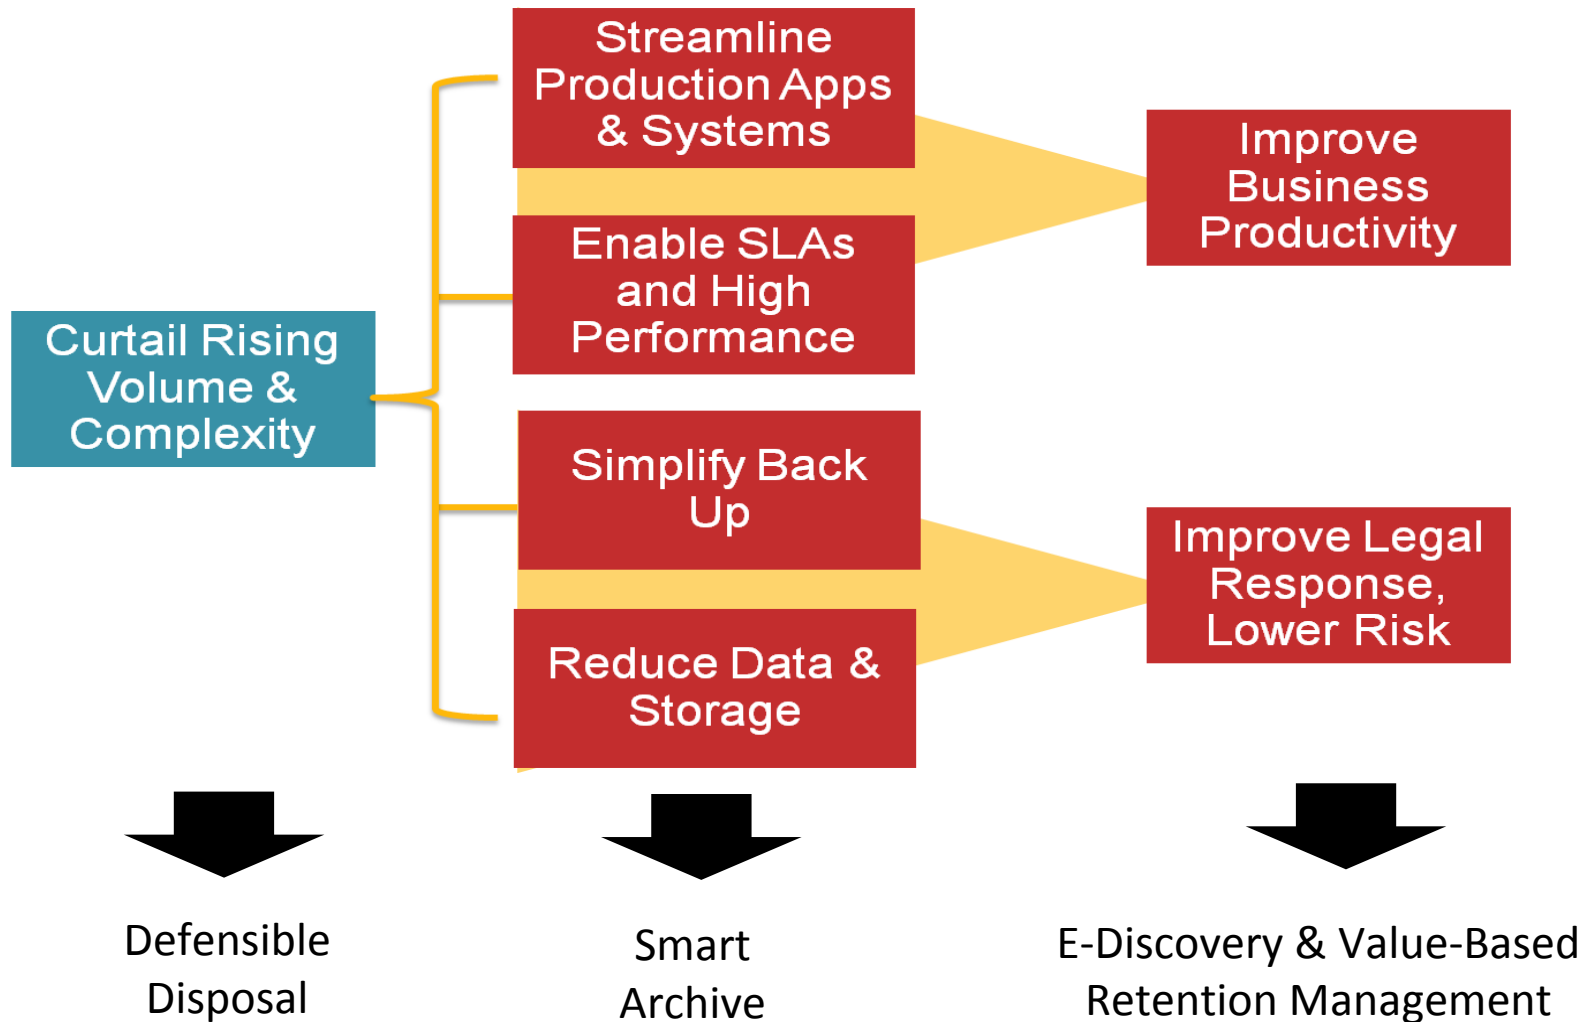 Streamline
Production Apps
& Systems
Improve
Business
Productivity
Enable SLAs
and High
Performance
Curtail Rising
Volume &
Complexity
Simplify Back
Up
Improve Legal
Response,
Lower Risk
Reduce Data &
Storage
Defensible
Disposal
Smart
Archive
E-Discovery & Value-Based
Retention Management